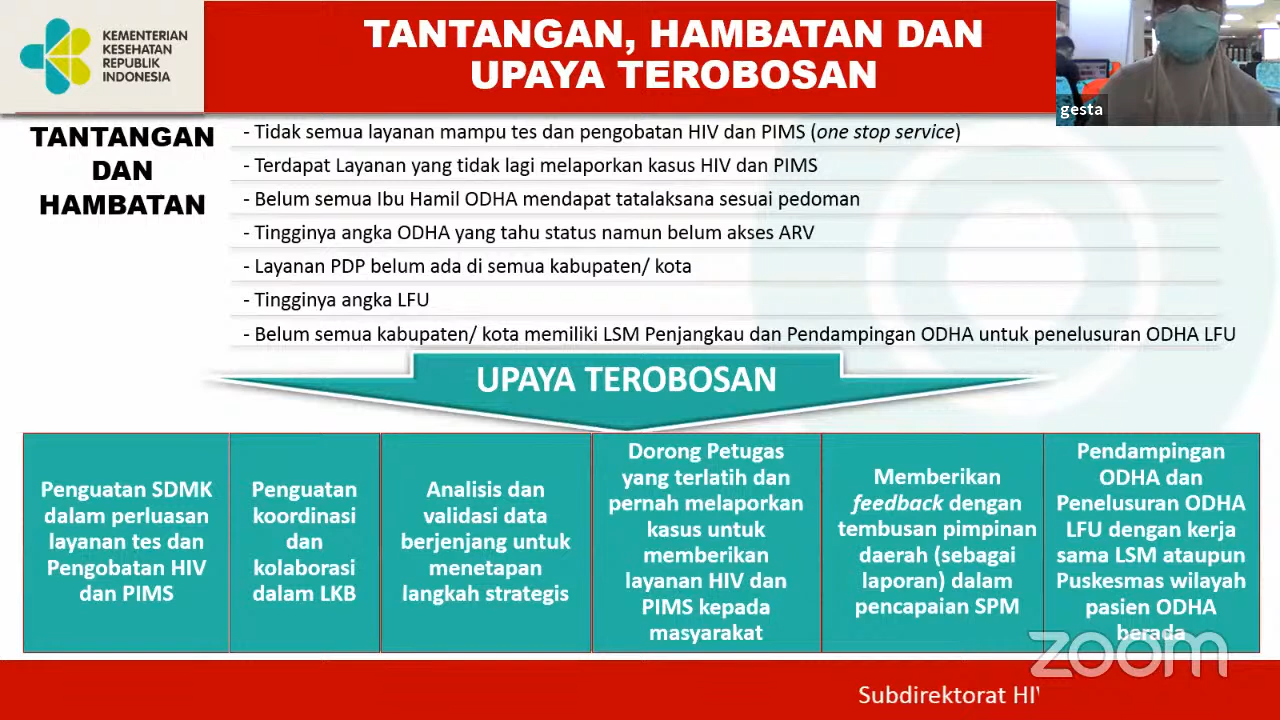 KEMENTERIAN
KESEHATAN
REPUBLIK
INDONESIA
TANTANGAN, HAMBATAN DAN
UPAYA TEROBOSAN
gesta
TANTANGAN
DAN
HAMBATAN
- Tidak semua layanan mampu tes dan pengobatan HIV dan PIMS (one stop service)
- Terdapat Layanan yang tidak lagi melaporkan kasus HIV dan PIMS
- Belum semua Ibu Hamil ODHA mendapat tatalaksana sesuai pedoman
- Tingginya angka ODHA yang tahu status namun belum akses ARV
- Layanan PDP belum ada di semua kabupaten/ kota
- Tingginya angka LFU
- Belum semua kabupaten/ kota memiliki LSM Penjangkau dan Pendampingan ODHA untuk penelusuran ODHA LFU
UPAYA TEROBOSAN
Penguatan SDMK
dalam perluasan
layanan tes dan
Pengobatan HIV
dan PIMS
Penguatan
koordinasi
dan
kolaborasi
dalam LKB
Analisis dan
validasi data
berjenjang untuk
menetapan
langkah strategis
Dorong Petugas
yang terlatih dan
pernah melaporkan
kasus untuk
memberikan
layanan HIV dan
PIMS kepada
masyarakat
Memberikan
feedback dengan
tembusan pimpinan
daerah (sebagai
laporan) dalam
pencapaian SPM
Pendampingan
ODHA dan
Penelusuran ODHA
LFU dengan kerja
sama LSM ataupun
Puskesmas wilayah
pasien ODHA
berada
zoom
Subdirektorat HIV